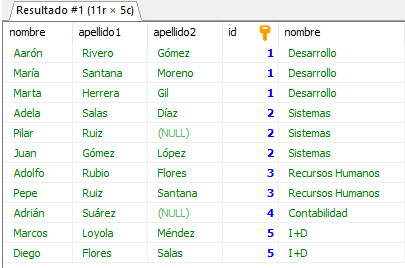 Resultado #1 (11r × 5c)
nombre apellido1 apellido2 id nombre
Aarón Rivero Gómez 1 Desarrollo
María Santana Moreno 1 Desarrollo
Marta Herrera Gil 1 Desarrollo
Adela Salas Díaz 2 Sistemas
Pilar Ruiz (NULL) 2 Sistemas
Juan Gómez López 2 Sistemas
Adolfo Rubio Flores 3 Recursos Humanos
Pepe Ruiz Santana 3 Recursos Humanos
Adrián Suárez (NULL) 4 Contabilidad
Marcos Loyola Méndez 5 I+D
Diego Flores Salas 5 I+D